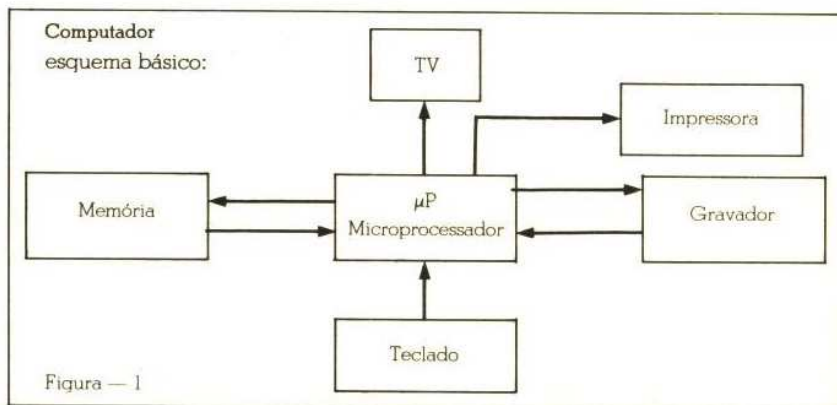 Computador
esquema básico:
TV
Impressora
Memória
μP
Microprocessador
Gravador
Teclado
Figura — 1